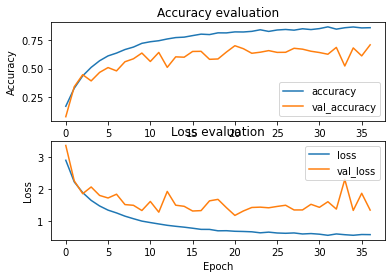 Accuracy evaluation
Accuracy
0.75
0.50
0.25
accuracy
val_accuracy
0 5 10 15 20 25 30 35
Loss evaluation
Loss
3
2
1
loss
val_loss
0 5 10 15 20 25 30 35
Epoch